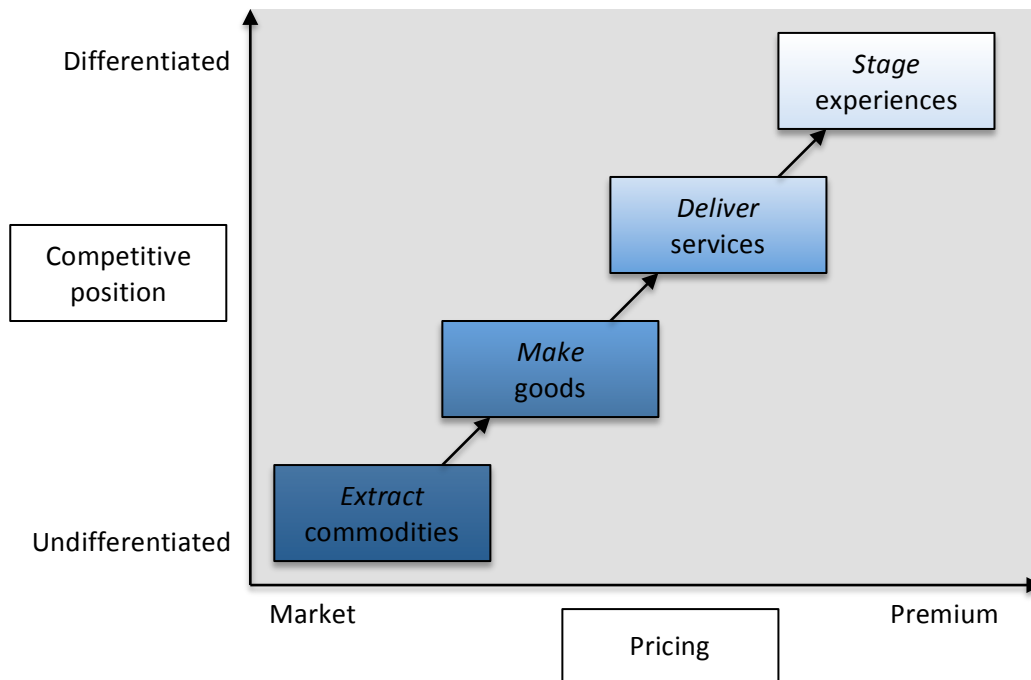 Differentiated
Stage
experiences
Deliver
services
Competitive
position
Make
goods
Extract
commodities
Undifferentiated
Market
Premium
Pricing